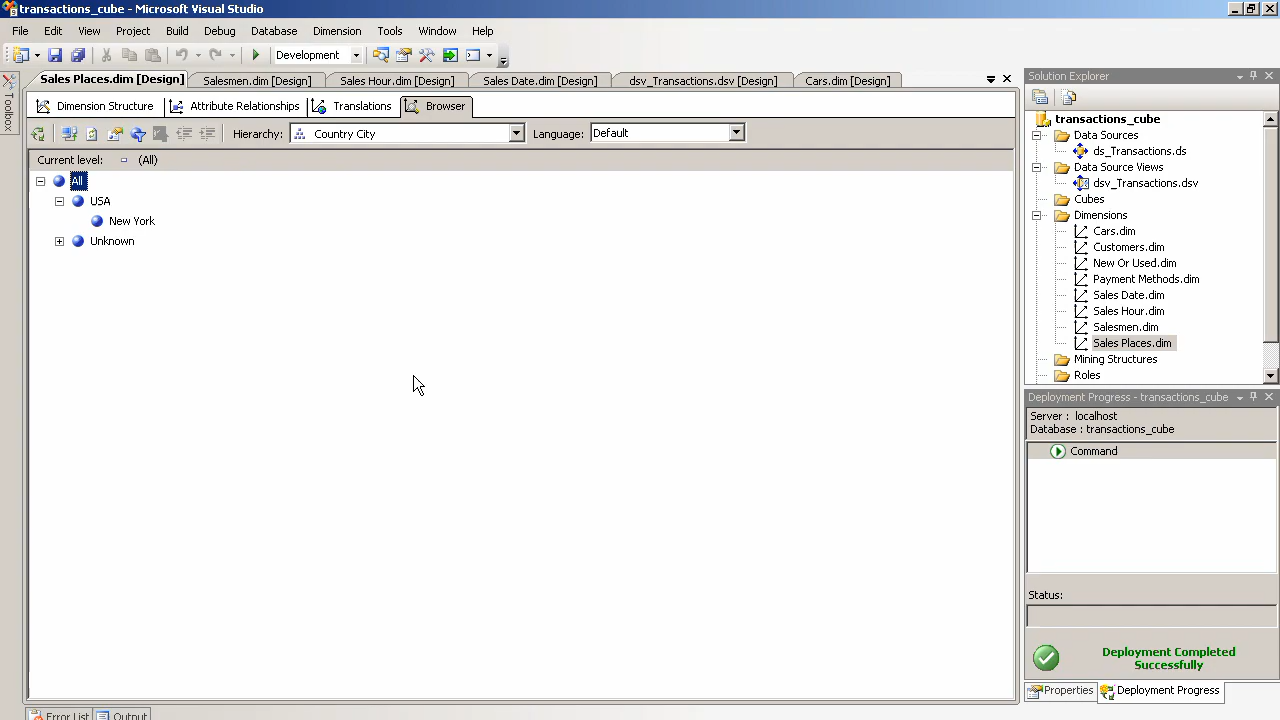 transactions_cube - Microsoft Visual Studio
File Edit View Project Build Debug Database Dimension Tools Window Help
Development
Toolbox
Sales Places.dim [Design] Salesmen.dim [Design] Sales Hour.dim [Design] Sales Date.dim [Design] dsv_Transactions.dsv [Design] Cars.dim [Design]
Dimension Structure Attribute Relationships Translations Browser
Hierarchy: Country City Language: Default
Current level: (All)
All
USA
New York
Unknown
Solution Explorer
transactions_cube
Data Sources
ds_Transactions.ds
Data Source Views
dsv_Transactions.dsv
Cubes
Dimensions
Cars.dim
Customers.dim
New Or Used.dim
Payment Methods.dim
Sales Date.dim
Sales Hour.dim
Salesmen.dim
Sales Places.dim
Mining Structures
Roles
Deployment Progress - transactions_cube
Server : localhost
Database : transactions_cube
Command
Status:
Deployment Completed
Successfully
Properties Deployment Progress
Error List Output